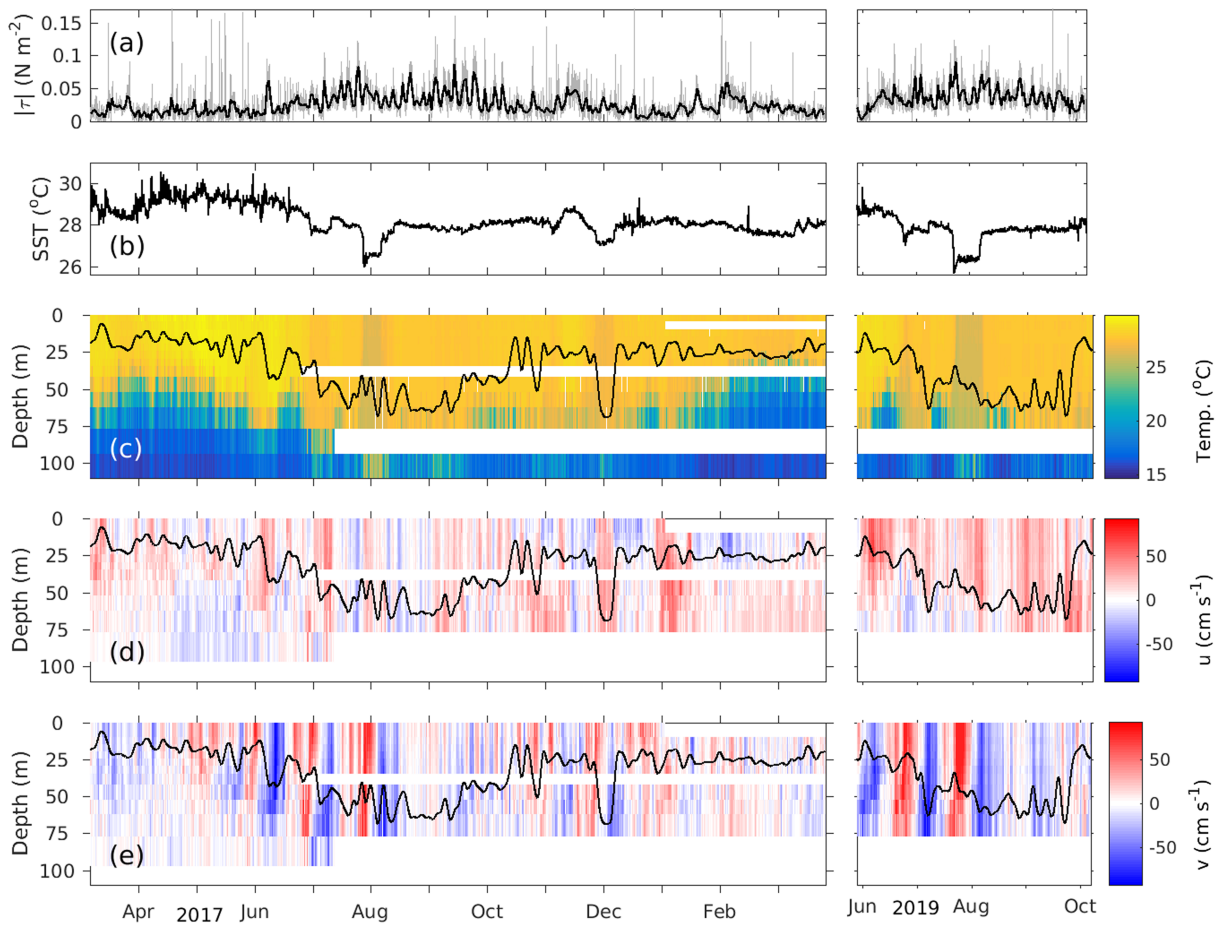 0.15
0.1
0.05
0
|τ| (N m-2)
(a)
30
28
26
SST (oC)
(b)
0
25
50
75
100
Depth (m)
(c)
25
20
15
Temp. (oC)
0
25
50
75
100
Depth (m)
(d)
50
0
-50
u (cm s-1)
0
25
50
75
100
Depth (m)
(e)
50
0
-50
v (cm s-1)
Apr 2017 Jun Aug Oct Dec Feb Jun 2019 Aug Oct